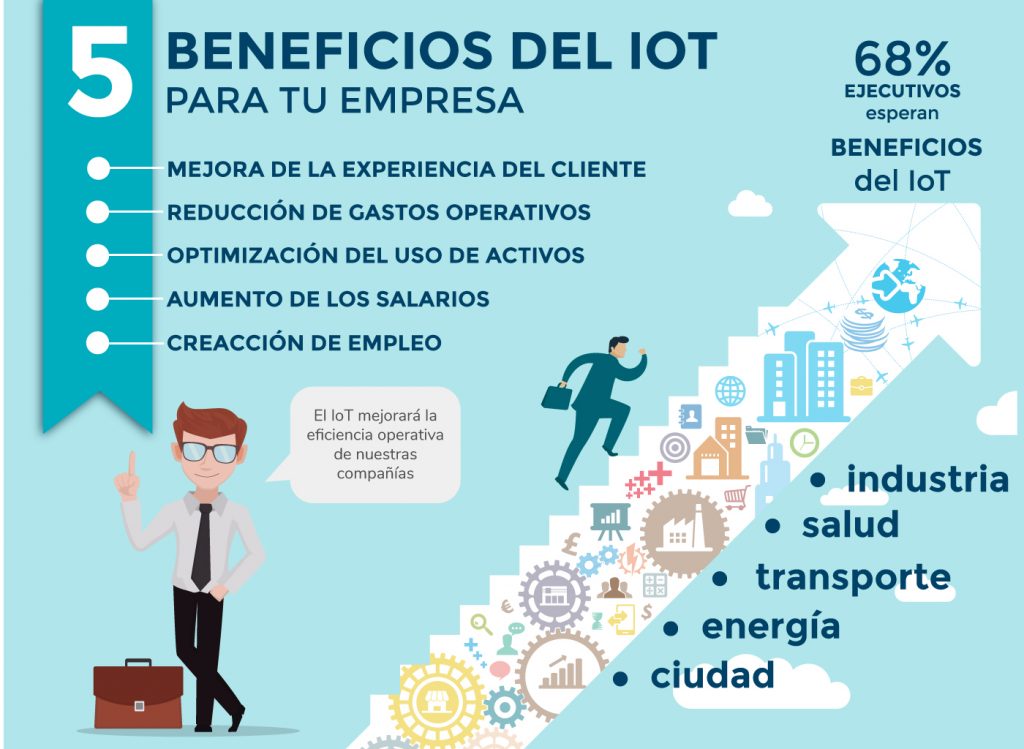 5
BENEFICIOS DEL IOT
PARA TU EMPRESA
MEJORA DE LA EXPERIENCIA DEL CLIENTE
REDUCCIÓN DE GASTOS OPERATIVOS
OPTIMIZACIÓN DEL USO DE ACTIVOS
AUMENTO DE LOS SALARIOS
CREACCIÓN DE EMPLEO
68%
EJECUTIVOS
esperan
BENEFICIOS
del IoT
El IoT mejorará la
eficiencia operativa
de nuestras
compañías
• industria
• salud
• transporte
• energía
• ciudad